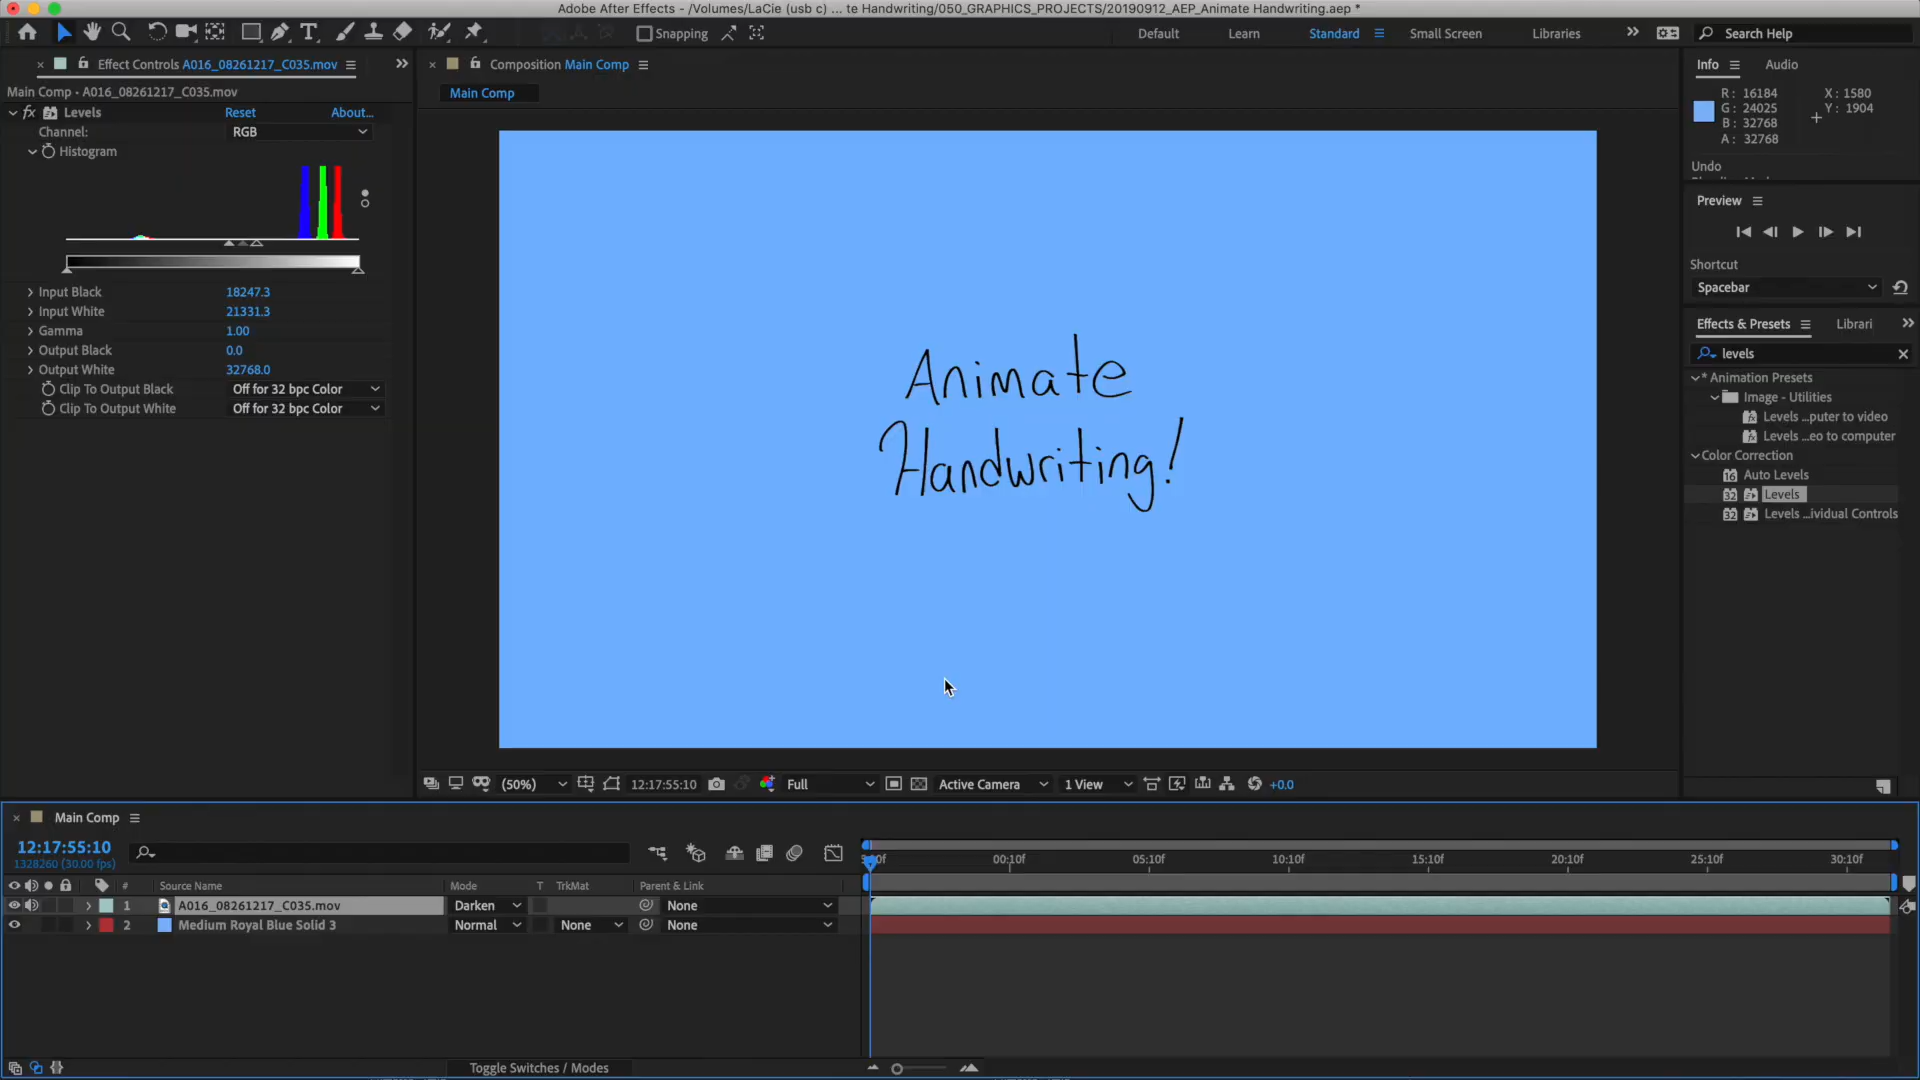 Adobe After Effects - /Volumes/LaCie (usb c) ... te Handwriting/050_GRAPHICS_PROJECTS/20190912_AEP_Animate Handwriting.aep *
Snapping
Default
Learn
Standard
Small Screen
Libraries
Search Help
Effect Controls A016_08261217_C035.mov
Main Comp • A016_08261217_C035.mov
fx Levels Reset About...
Channel: RGB
Histogram
Input Black 18247.3
Input White 21331.3
Gamma 1.00
Output Black 0.0
Output White 32768.0
Clip To Output Black Off for 32 bpc Color
Clip To Output White Off for 32 bpc Color
Composition Main Comp
Main Comp
Animate
Handwriting!
(50%) 12:17:55:10 Full Active Camera 1 View +0.0
Info Audio
R: 16184 X: 1580
G: 24025 Y: 1904
B: 32768
A: 32768
Undo
Preview
Shortcut
Spacebar
Effects & Presets Librari
levels
* Animation Presets
Image - Utilities
Levels ...puter to video
Levels ...eo to computer
Color Correction
16 Auto Levels
32 Levels
32 Levels ...ividual Controls
Main Comp
12:17:55:10
1328260 (30.00 fps)
00:10f 05:10f 10:10f 15:10f 20:10f 25:10f 30:10f
# Source Name Mode T TrkMat Parent & Link
1 A016_08261217_C035.mov Darken None
2 Medium Royal Blue Solid 3 Normal None None
Toggle Switches / Modes